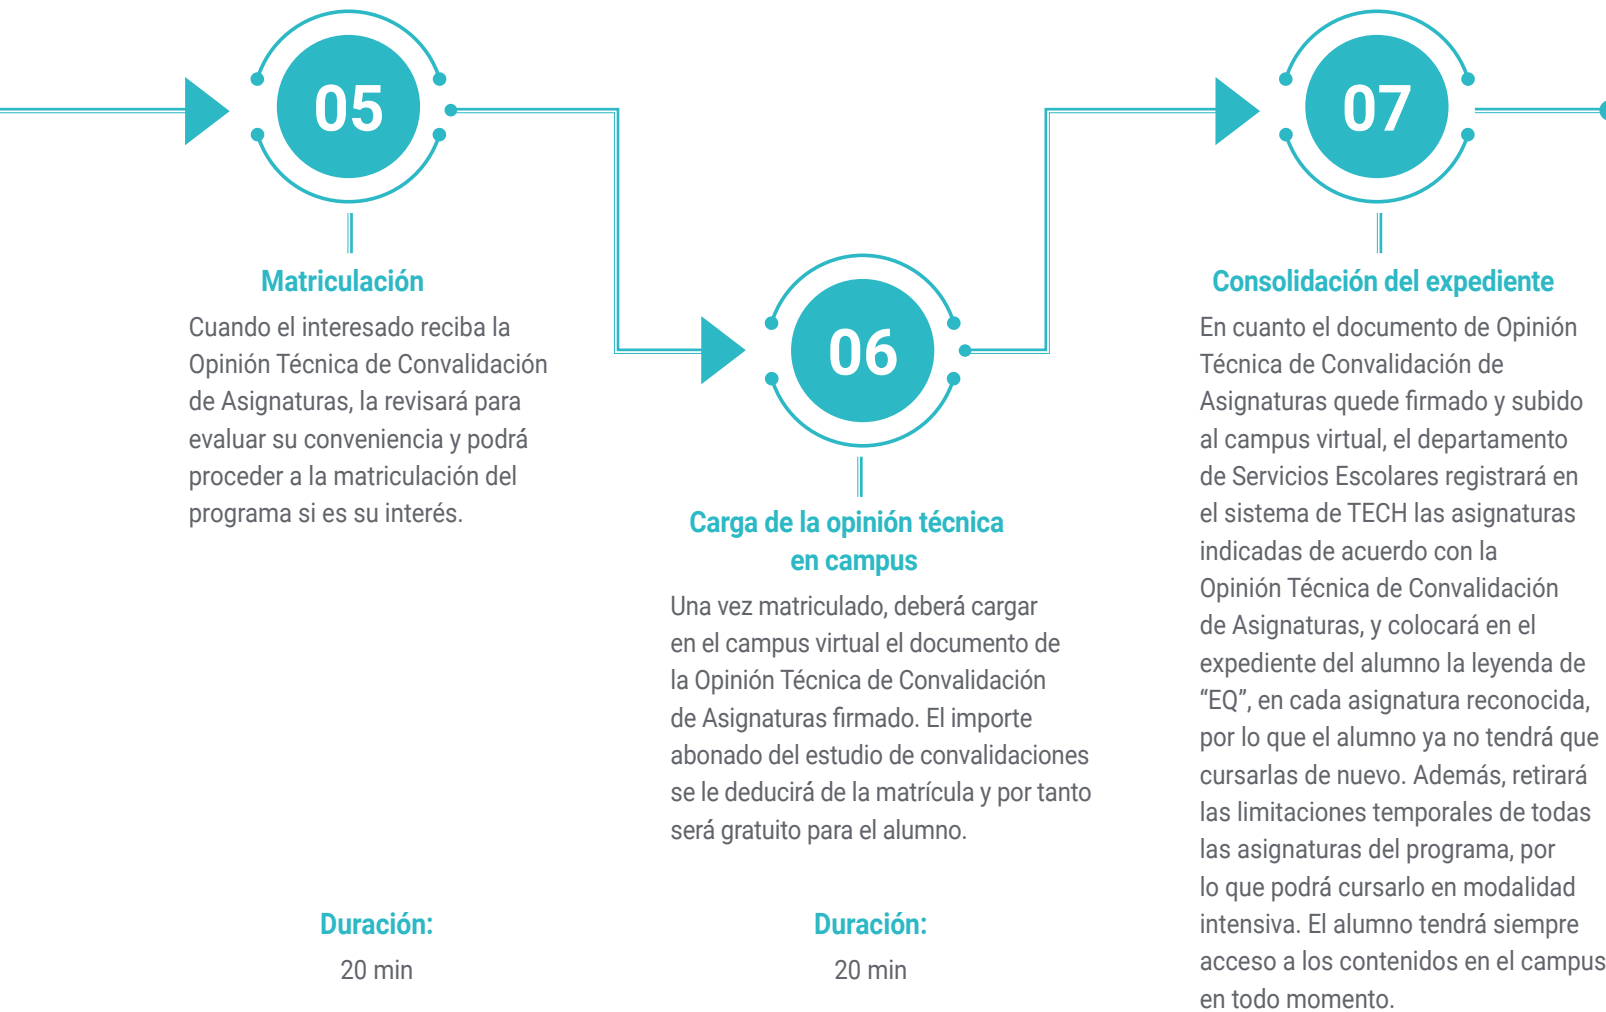 05
Matriculación
Cuando el interesado reciba la
Opinión Técnica de Convalidación
de Asignaturas, la revisará para
evaluar su conveniencia y podrá
proceder a la matriculación del
programa si es su interés.
Duración:
20 min
06
Carga de la opinión técnica
en campus
Una vez matriculado, deberá cargar
en el campus virtual el documento de
la Opinión Técnica de Convalidación
de Asignaturas firmado. El importe
abonado del estudio de convalidaciones
se le deducirá de la matrícula y por tanto
será gratuito para el alumno.
Duración:
20 min
07
Consolidación del expediente
En cuanto el documento de Opinión
Técnica de Convalidación de
Asignaturas quede firmado y subido
al campus virtual, el departamento
de Servicios Escolares registrará en
el sistema de TECH las asignaturas
indicadas de acuerdo con la
Opinión Técnica de Convalidación
de Asignaturas, y colocará en el
expediente del alumno la leyenda de
“EQ”, en cada asignatura reconocida,
por lo que el alumno ya no tendrá que
cursarlas de nuevo. Además, retirará
las limitaciones temporales de todas
las asignaturas del programa, por
lo que podrá cursarlo en modalidad
intensiva. El alumno tendrá siempre
acceso a los contenidos en el campus
en todo momento.